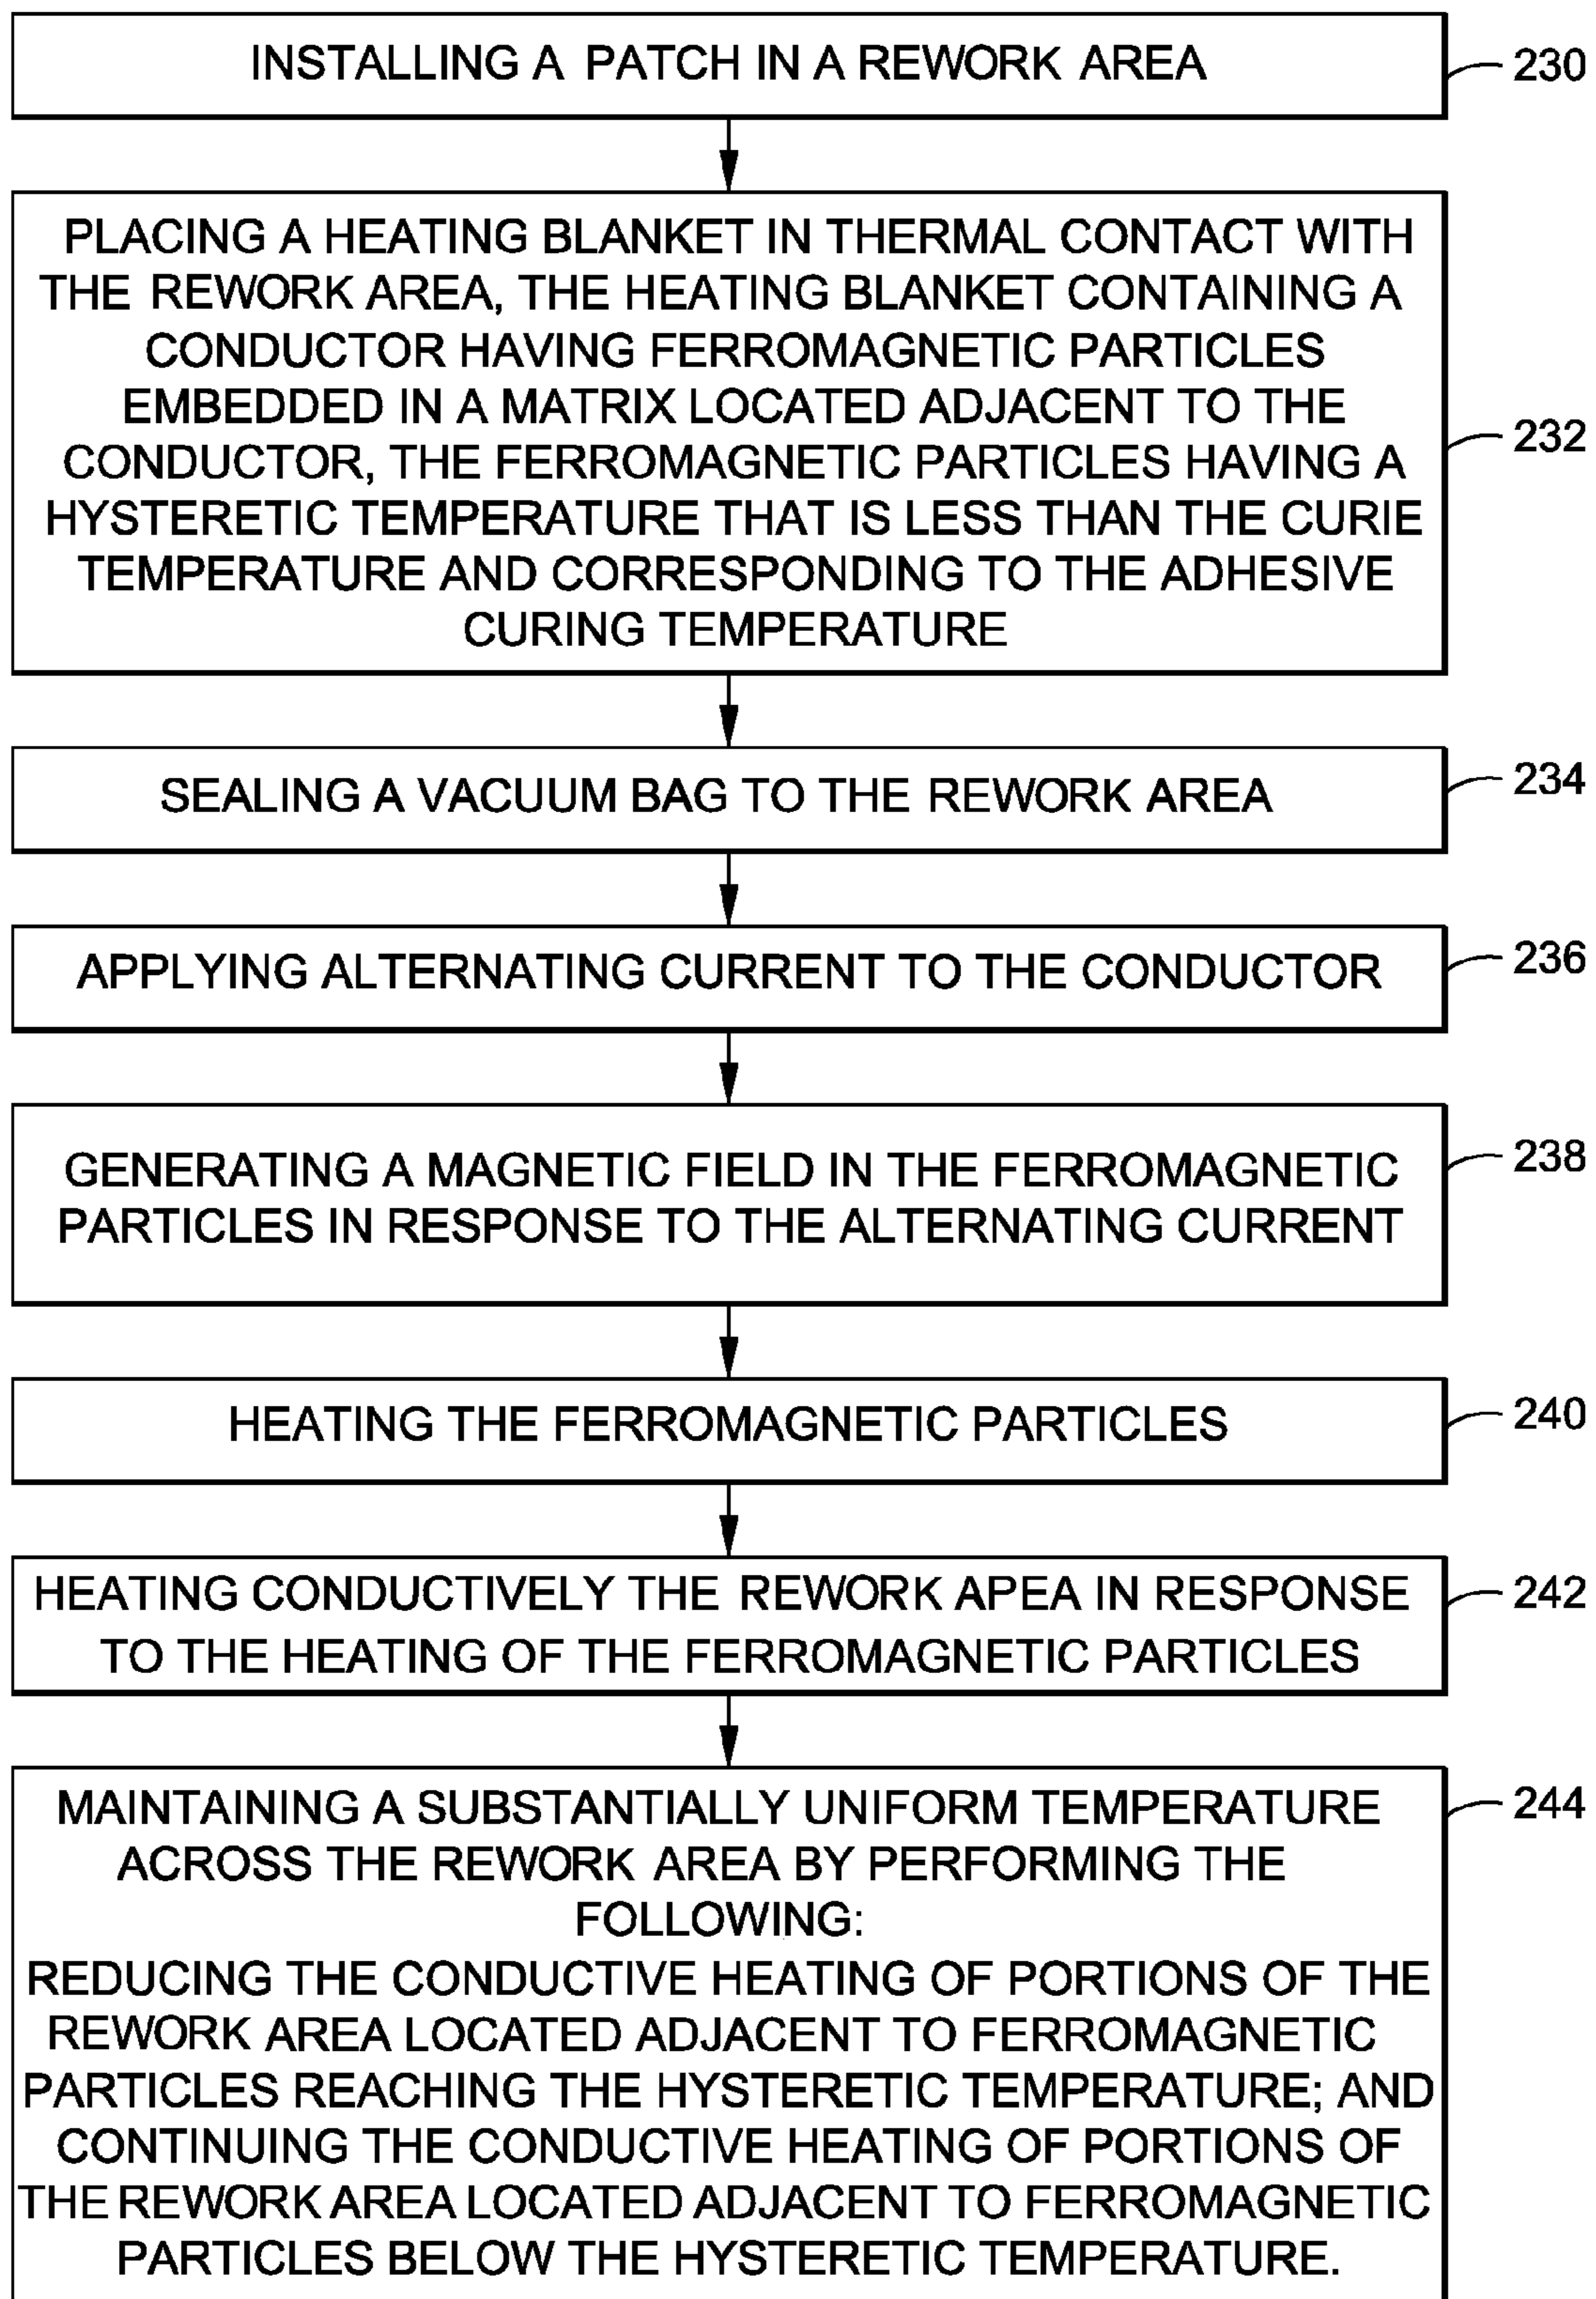 INSTALLING A PATCH IN A REWORK AREA
230
PLACING A HEATING BLANKET IN THERMAL CONTACT WITH
THE REWORK AREA, THE HEATING BLANKET CONTAINING A
CONDUCTOR HAVING FERROMAGNETIC PARTICLES
EMBEDDED IN A MATRIX LOCATED ADJACENT TO THE
CONDUCTOR, THE FERROMAGNETIC PARTICLES HAVING A
HYSTERETIC TEMPERATURE THAT IS LESS THAN THE CURIE
TEMPERATURE AND CORRESPONDING TO THE ADHESIVE
CURING TEMPERATURE
232
SEALING A VACUUM BAG TO THE REWORK AREA
234
APPLYING ALTERNATING CURRENT TO THE CONDUCTOR
236
GENERATING A MAGNETIC FIELD IN THE FERROMAGNETIC
PARTICLES IN RESPONSE TO THE ALTERNATING CURRENT
238
HEATING THE FERROMAGNETIC PARTICLES
240
HEATING CONDUCTIVELY THE REWORK APEA IN RESPONSE
TO THE HEATING OF THE FERROMAGNETIC PARTICLES
242
MAINTAINING A SUBSTANTIALLY UNIFORM TEMPERATURE
ACROSS THE REWORK AREA BY PERFORMING THE
FOLLOWING:
REDUCING THE CONDUCTIVE HEATING OF PORTIONS OF THE
REWORK AREA LOCATED ADJACENT TO FERROMAGNETIC
PARTICLES REACHING THE HYSTERETIC TEMPERATURE; AND
CONTINUING THE CONDUCTIVE HEATING OF PORTIONS OF
THE REWORK AREA LOCATED ADJACENT TO FERROMAGNETIC
PARTICLES BELOW THE HYSTERETIC TEMPERATURE.
244